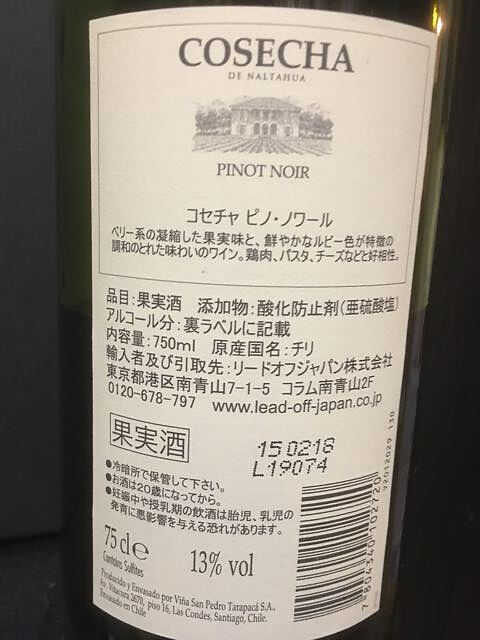 COSECHA
DE NALTAHUA
PINOT NOIR
コセチャ ピノ・ノワール
ベリー系の凝縮した果実味と、鮮やかなルビー色が特徴の
調和のとれた味わいのワイン。鶏肉、パスタ、チーズなどと好相性。
品目:果実酒 添加物:酸化防止剤(亜硫酸塩)
アルコール分:裏ラベルに記載
内容量:750ml 原産国名:チリ
輸入者及び引取先:リードオフジャパン株式会社
東京都港区南青山7-1-5 コラム南青山2F
0120-678-797 www.lead-off-japan.co.jp
果実酒
150218
L19074
●冷暗所で保管して下さい。
●お酒は20歳になってから。
●妊娠中や授乳期の飲酒は胎児、乳児の
発育に悪影響を与える恐れがあります。
75 cl e
13% vol
Contains Sulfites
Producido y Envasado por Viña San Pedro Tarapacá S.A.
Av. Vitacura 2670, piso 16, Las Condes, Santiago, Chile.
Envasado en Chile
7 804340 102720
92012029 130